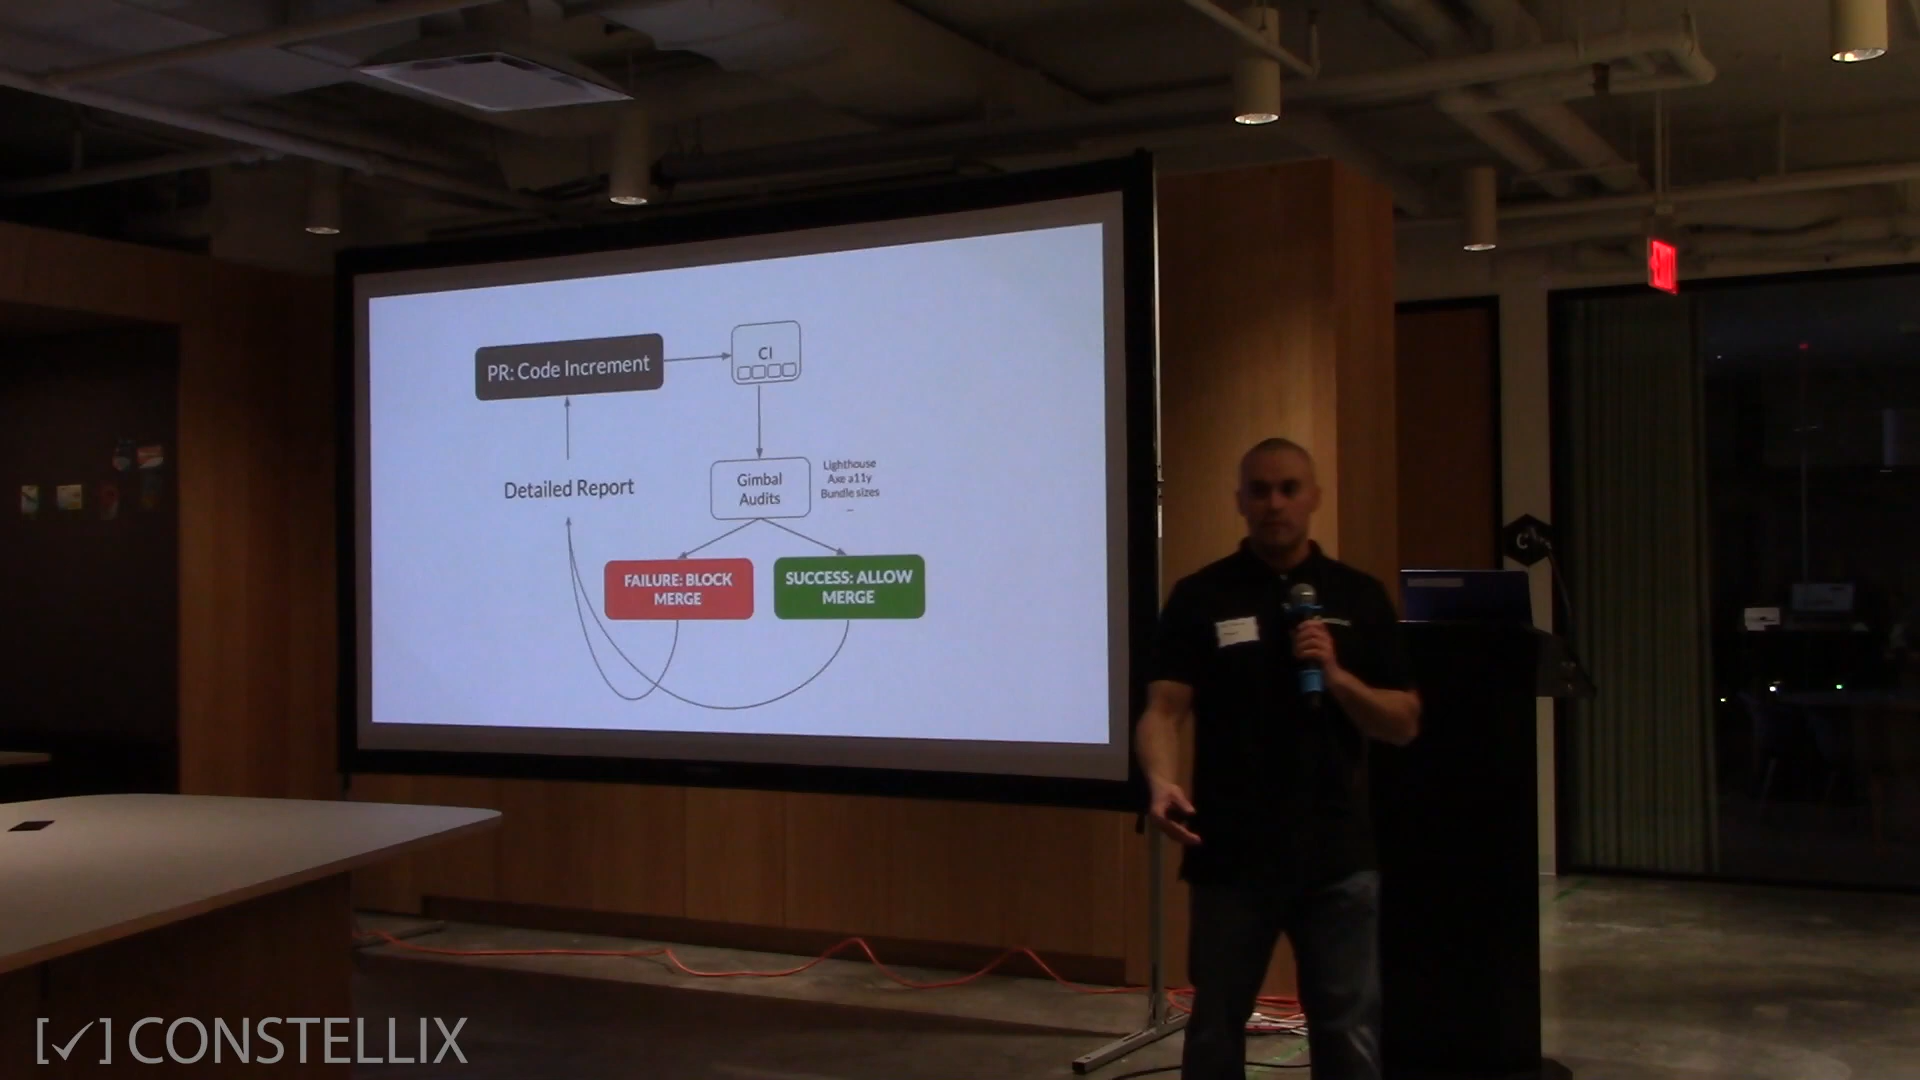 PR: Code Increment
CI
Gimbal
Audits
Lighthouse
Axe a11y
Bundle sizes
...
Detailed Report
FAILURE: BLOCK
MERGE
SUCCESS: ALLOW
MERGE
EXIT
[✓] CONSTELLIX